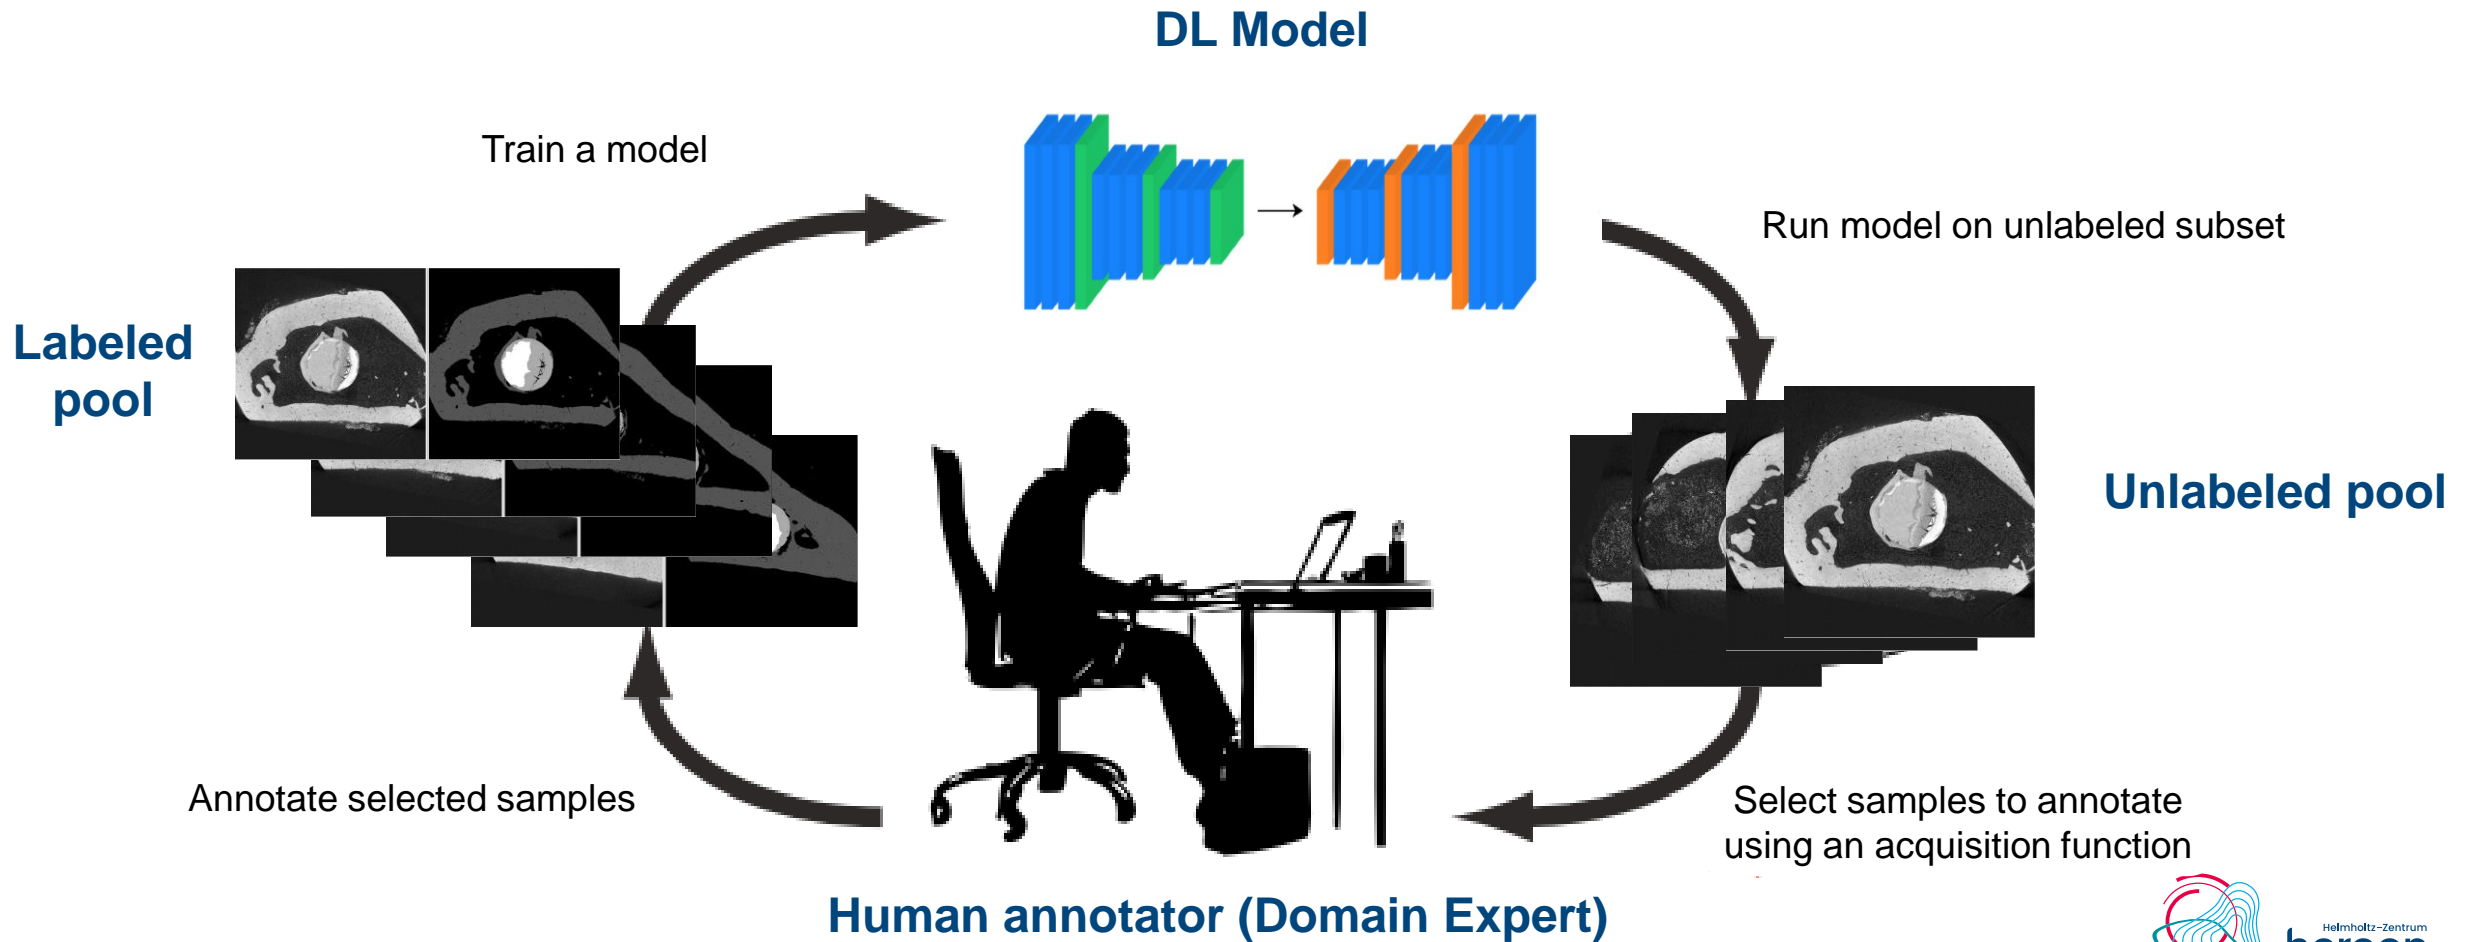 DL Model
Train a model
Run model on unlabeled subset
Labeled
pool
Unlabeled pool
Annotate selected samples
Select samples to annotate
using an acquisition function
Human annotator (Domain Expert)
Helmholtz-Zentrum